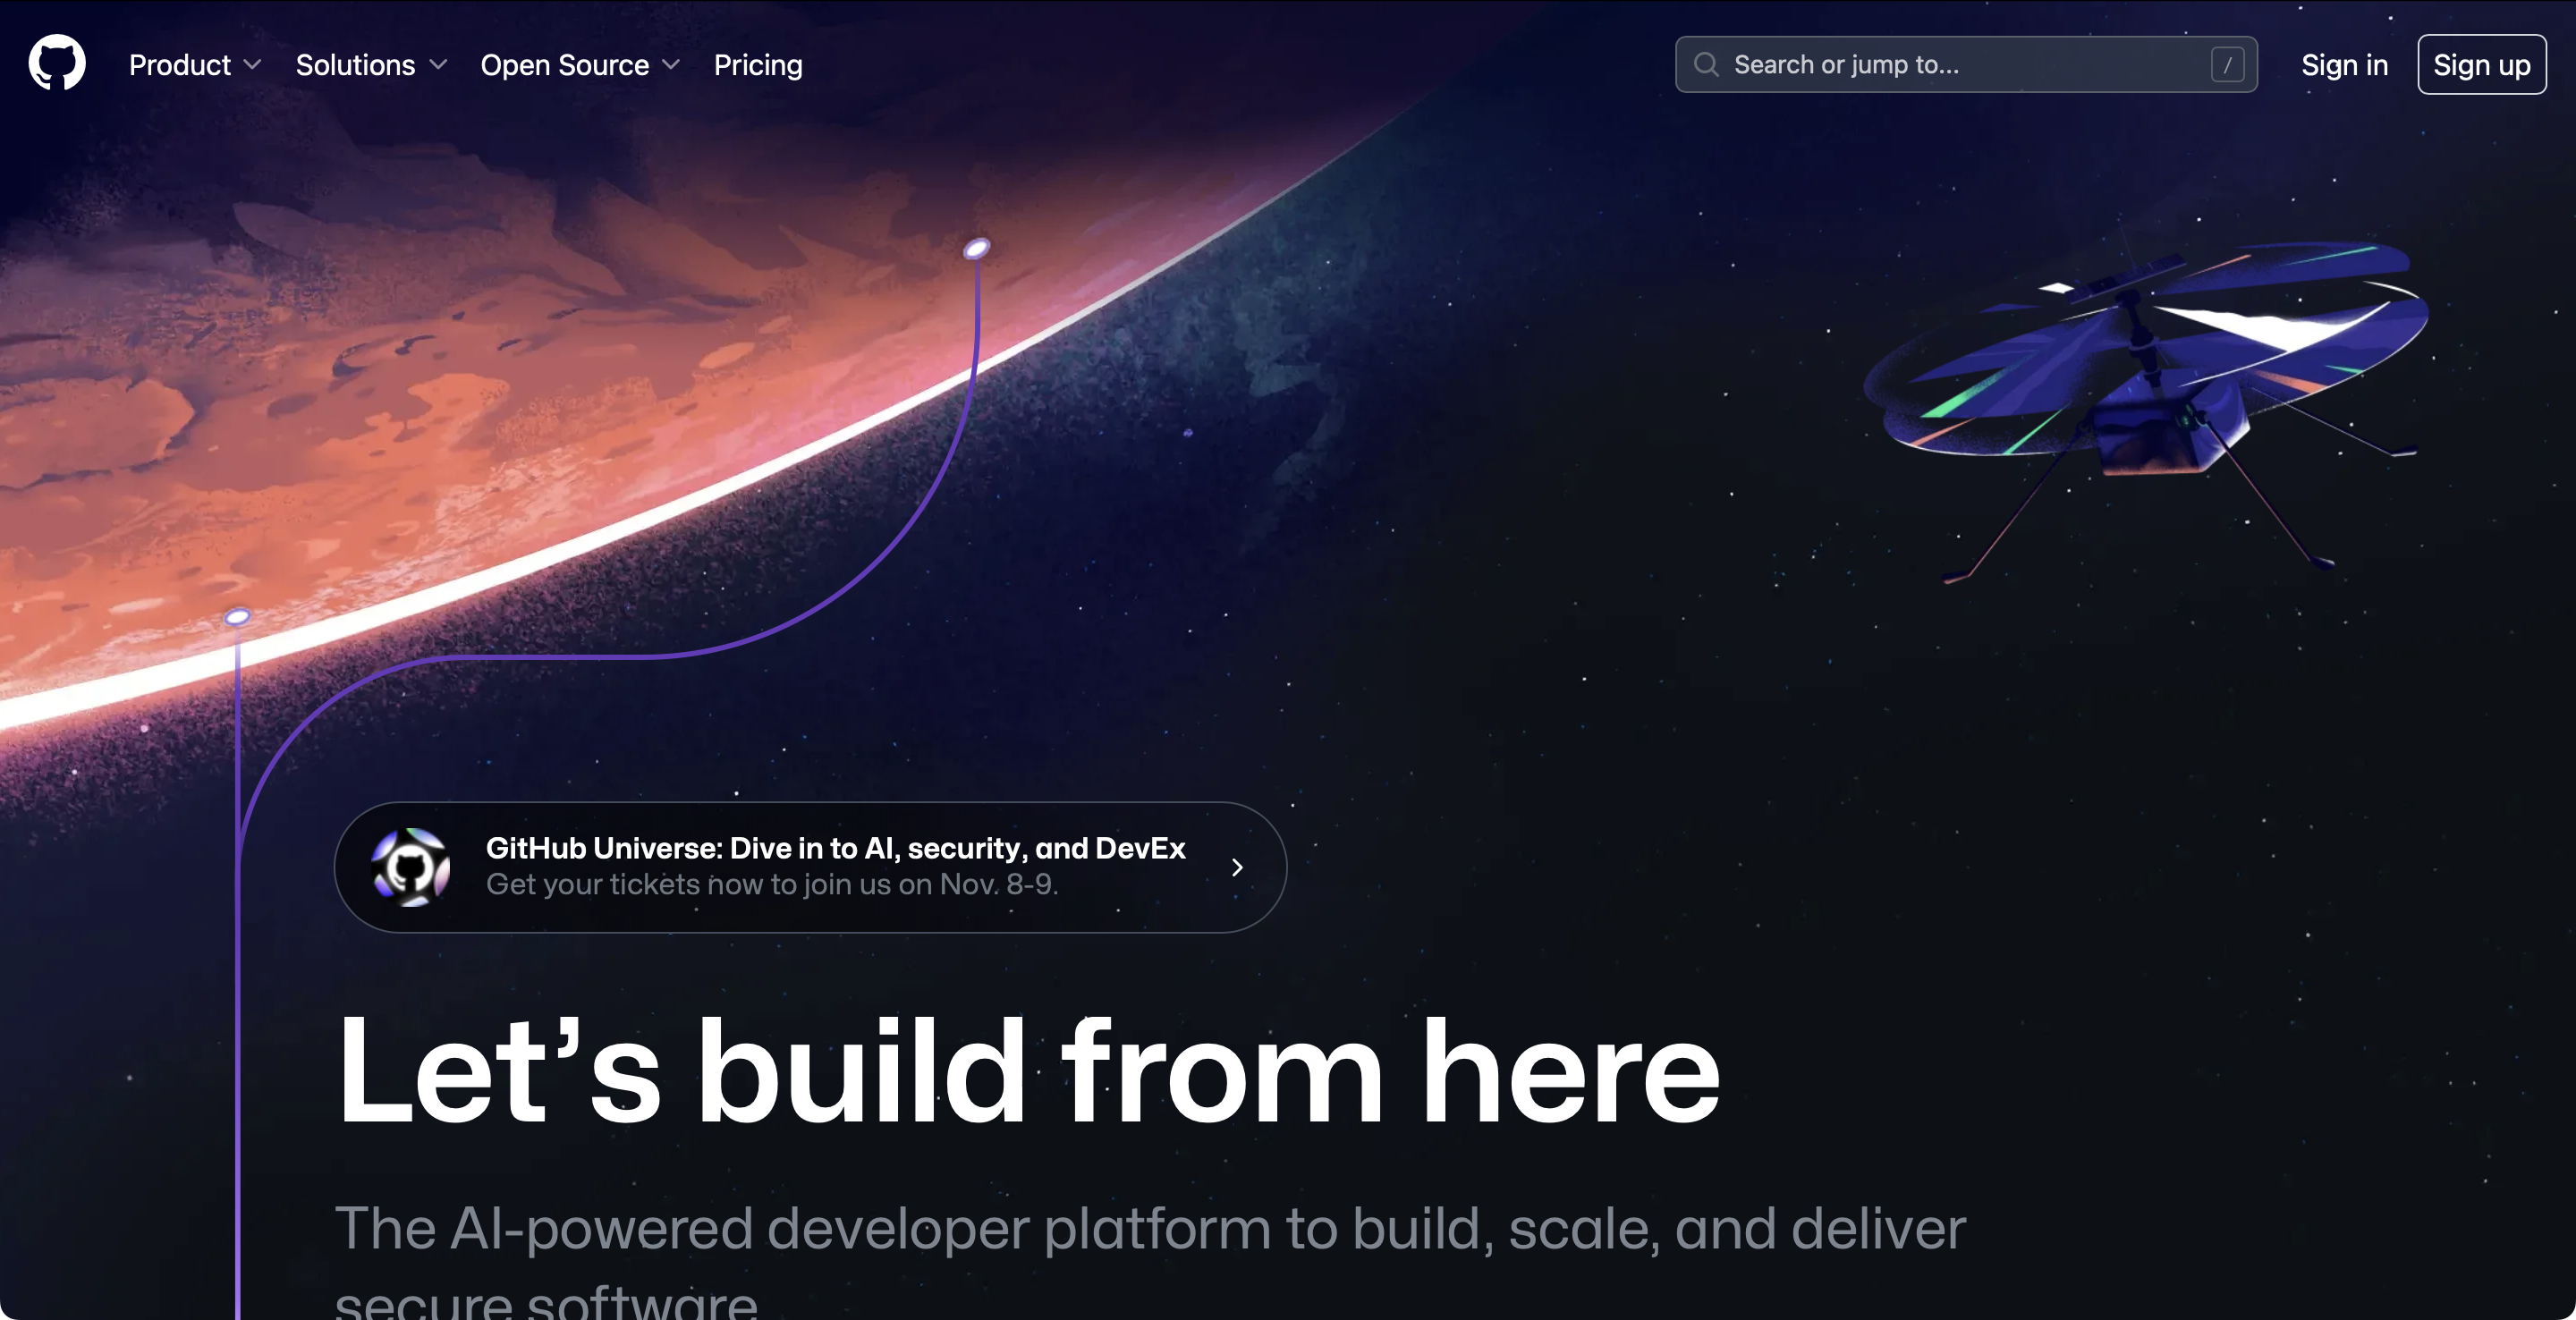 Product
Solutions
Open Source
Pricing
Search or jump to...
/
Sign in
Sign up
GitHub Universe: Dive in to AI, security, and DevEx
Get your tickets now to join us on Nov. 8-9.
Let’s build from here
The AI-powered developer platform to build, scale, and deliver
secure software